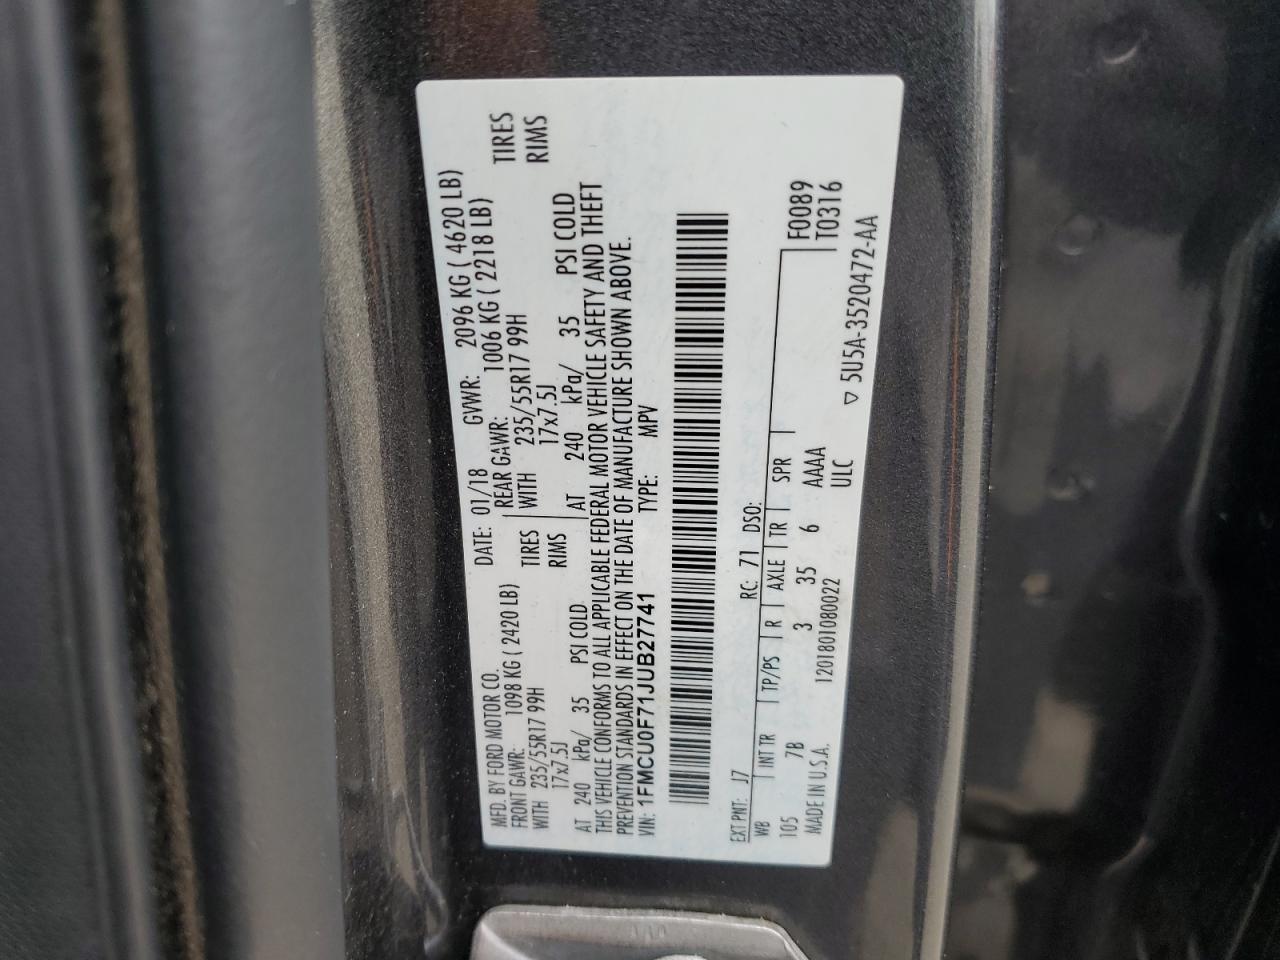 MFD. BY FORD MOTOR CO. DATE: 01/18 GVWR: 2096 KG ( 4620 LB)
FRONT GAWR: 1098 KG ( 2420 LB) REAR GAWR: 1006 KG ( 2218 LB)
WITH 235/55R17 99H TIRES WITH 235/55R17 99H TIRES
17x7.5J RIMS 17x7.5J RIMS
AT 240 kPa/ 35 PSI COLD AT 240 kPa/ 35 PSI COLD
THIS VEHICLE CONFORMS TO ALL APPLICABLE FEDERAL MOTOR VEHICLE SAFETY AND THEFT
PREVENTION STANDARDS IN EFFECT ON THE DATE OF MANUFACTURE SHOWN ABOVE.
VIN: 1FMCU0F71JUB27741 TYPE: MPV
EXT PNT: J7 RC: 71 DSO: F0089
WB INT TR TP/PS R AXLE TR SPR T0316
105 7B 3 35 6 AAAA
MADE IN U.S.A. 120180108002​2 ULC ▽ 5U5A-3520472-AA